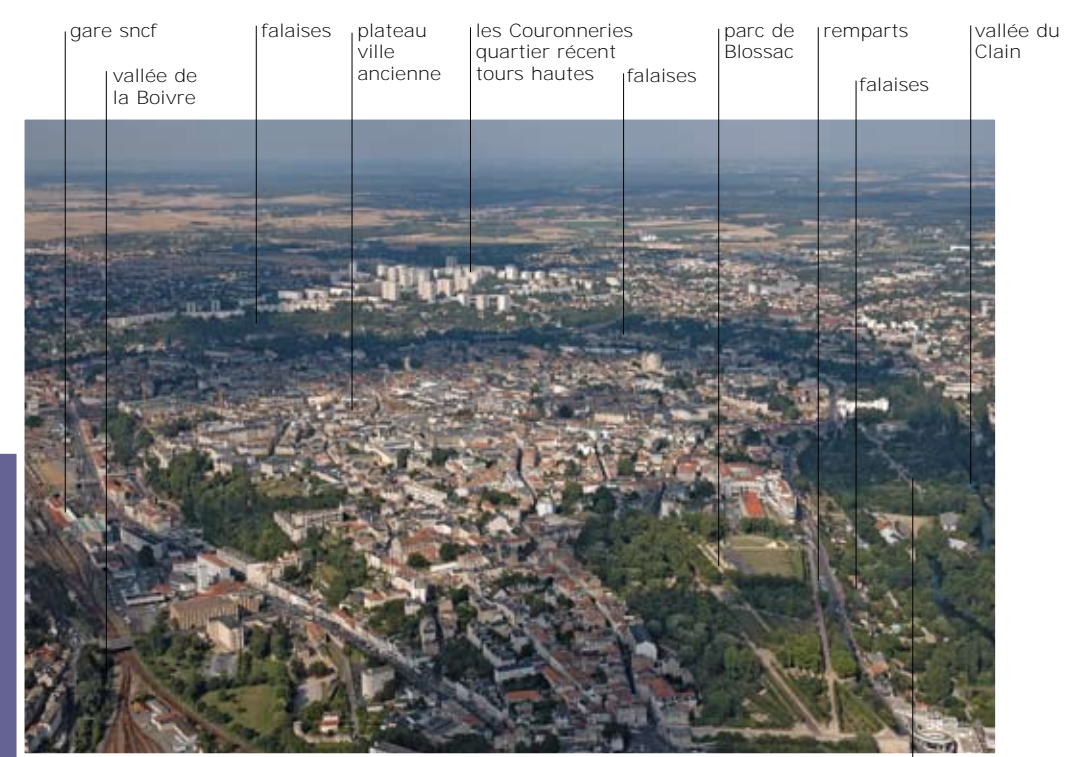 gare sncf
vallée de
la Boivre
falaises
plateau
ville
ancienne
les Couronneries
quartier récent
tours hautes
falaises
parc de
Blossac
remparts
falaises
vallée du
Clain